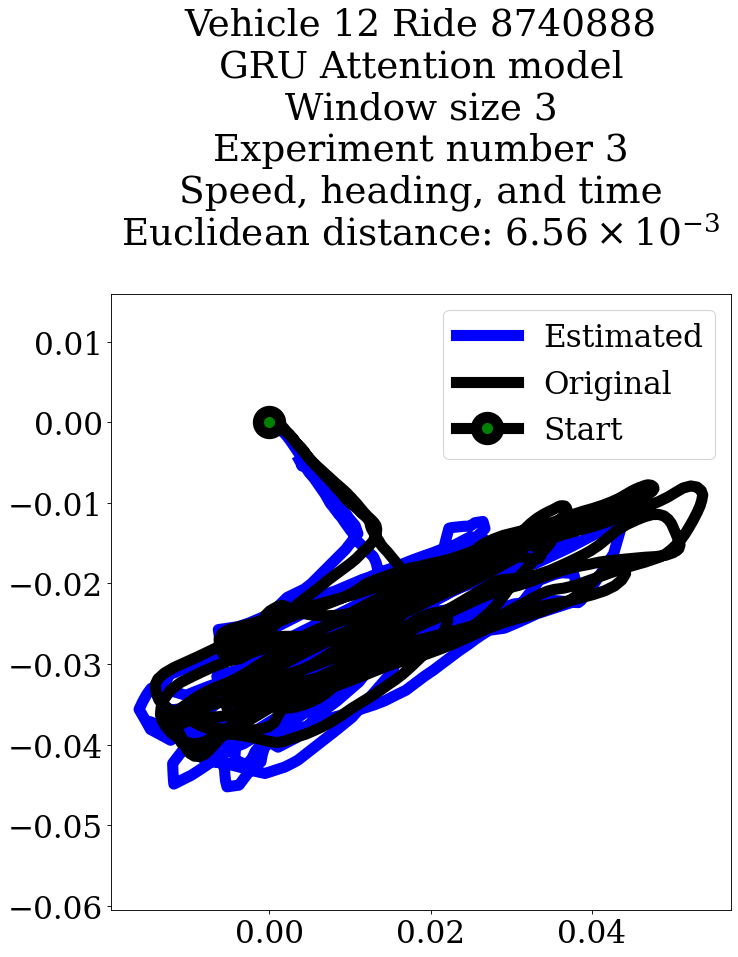 Vehicle 12 Ride 8740888
GRU Attention model
Window size 3
Experiment number 3
Speed, heading, and time
Euclidean distance: 6.56 × 10⁻³
Estimated
Original
Start
0.01
0.00
−0.01
−0.02
−0.03
−0.04
−0.05
−0.06
0.00 0.02 0.04